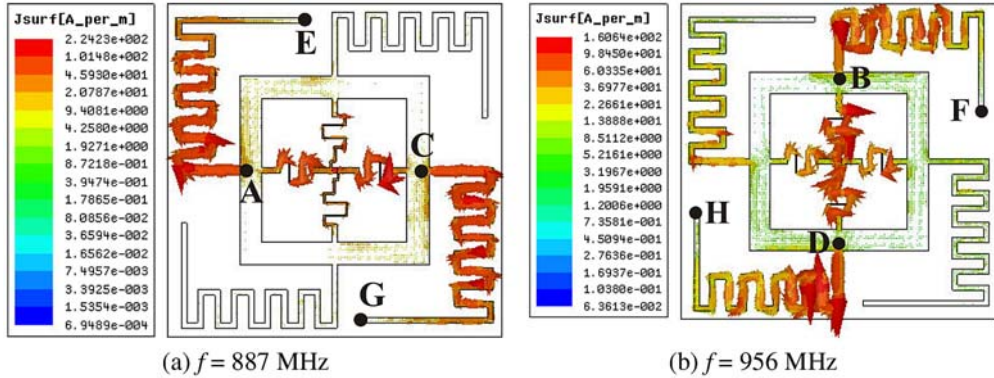 Jsurf[A_per_m]
2.2423e+002
1.0148e+002
4.5930e+001
2.0787e+001
9.4081e+000
4.2580e+000
1.9271e+000
8.7218e-001
3.9474e-001
1.7865e-001
8.0856e-002
3.6594e-002
1.6562e-002
7.4957e-003
3.3925e-003
1.5354e-003
6.9489e-004
E
A
C
G
(a) f = 887 MHz
Jsurf[A_per_m]
1.6064e+002
9.8450e+001
6.0335e+001
3.6977e+001
2.2661e+001
1.3888e+001
8.5112e+000
5.2161e+000
3.1967e+000
1.9591e+000
1.2006e+000
7.3581e-001
4.5094e-001
2.7636e-001
1.6937e-001
1.0380e-001
6.3613e-002
B
F
H
D
(b) f = 956 MHz